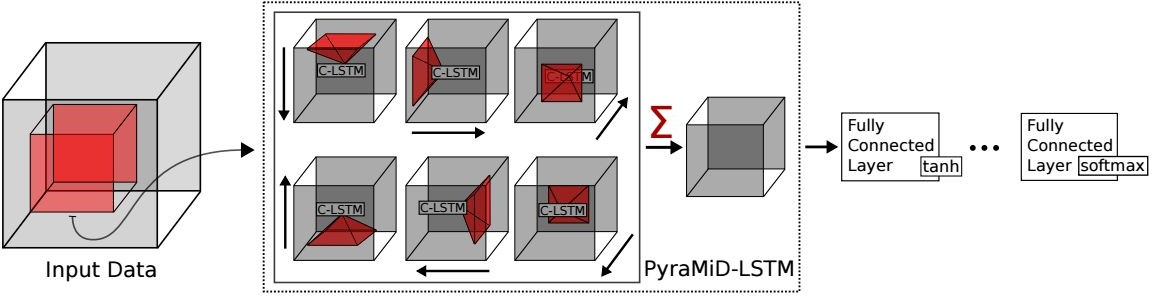 C-LSTM
C-LSTM
C-LSTM
Σ
C-LSTM
C-LSTM
C-LSTM
Input Data
PyraMiD-LSTM
Fully
Connected
Layer
tanh
•••
Fully
Connected
Layer
softmax